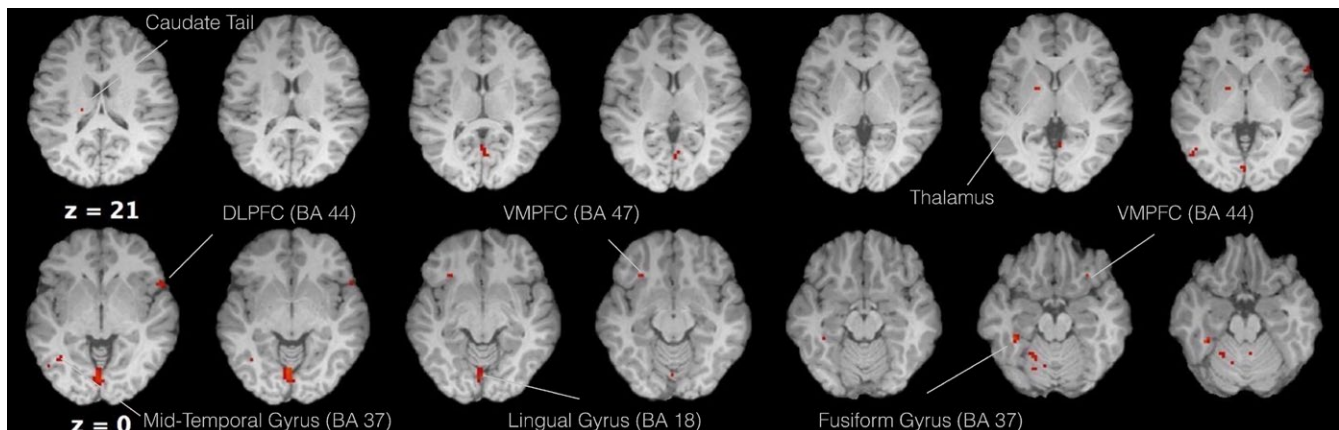 Caudate Tail
Thalamus
z = 21
DLPFC (BA 44)
VMPFC (BA 47)
VMPFC (BA 44)
z = 0
Mid-Temporal Gyrus (BA 37)
Lingual Gyrus (BA 18)
Fusiform Gyrus (BA 37)